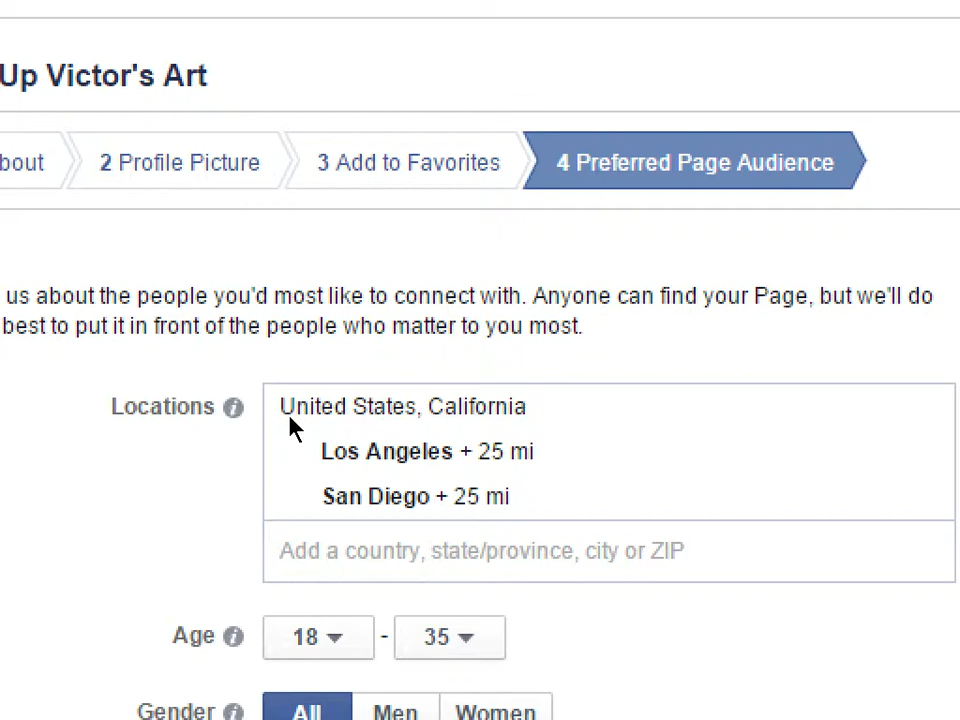 Up Victor's Art
bout
2 Profile Picture
3 Add to Favorites
4 Preferred Page Audience
us about the people you'd most like to connect with. Anyone can find your Page, but we'll do
best to put it in front of the people who matter to you most.
Locations
United States, California
Los Angeles + 25 mi
San Diego + 25 mi
Add a country, state/province, city or ZIP
Age
18 - 35
Gender
All
Men
Women